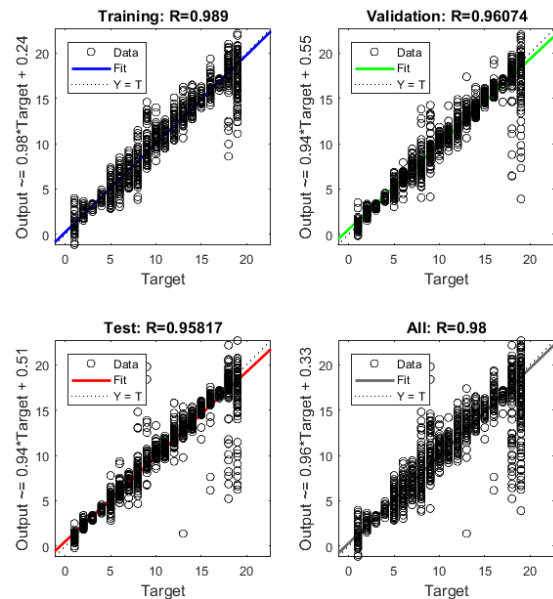 Training: R=0.989
Output ~= 0.98*Target + 0.24
Data
Fit
Y = T
20
15
10
5
0
0 5 10 15 20
Target
Validation: R=0.96074
Output ~= 0.94*Target + 0.55
Data
Fit
Y = T
20
15
10
5
0
0 5 10 15 20
Target
Test: R=0.95817
Output ~= 0.94*Target + 0.51
Data
Fit
Y = T
20
15
10
5
0
0 5 10 15 20
Target
All: R=0.98
Output ~= 0.96*Target + 0.33
Data
Fit
Y = T
20
15
10
5
0
0 5 10 15 20
Target